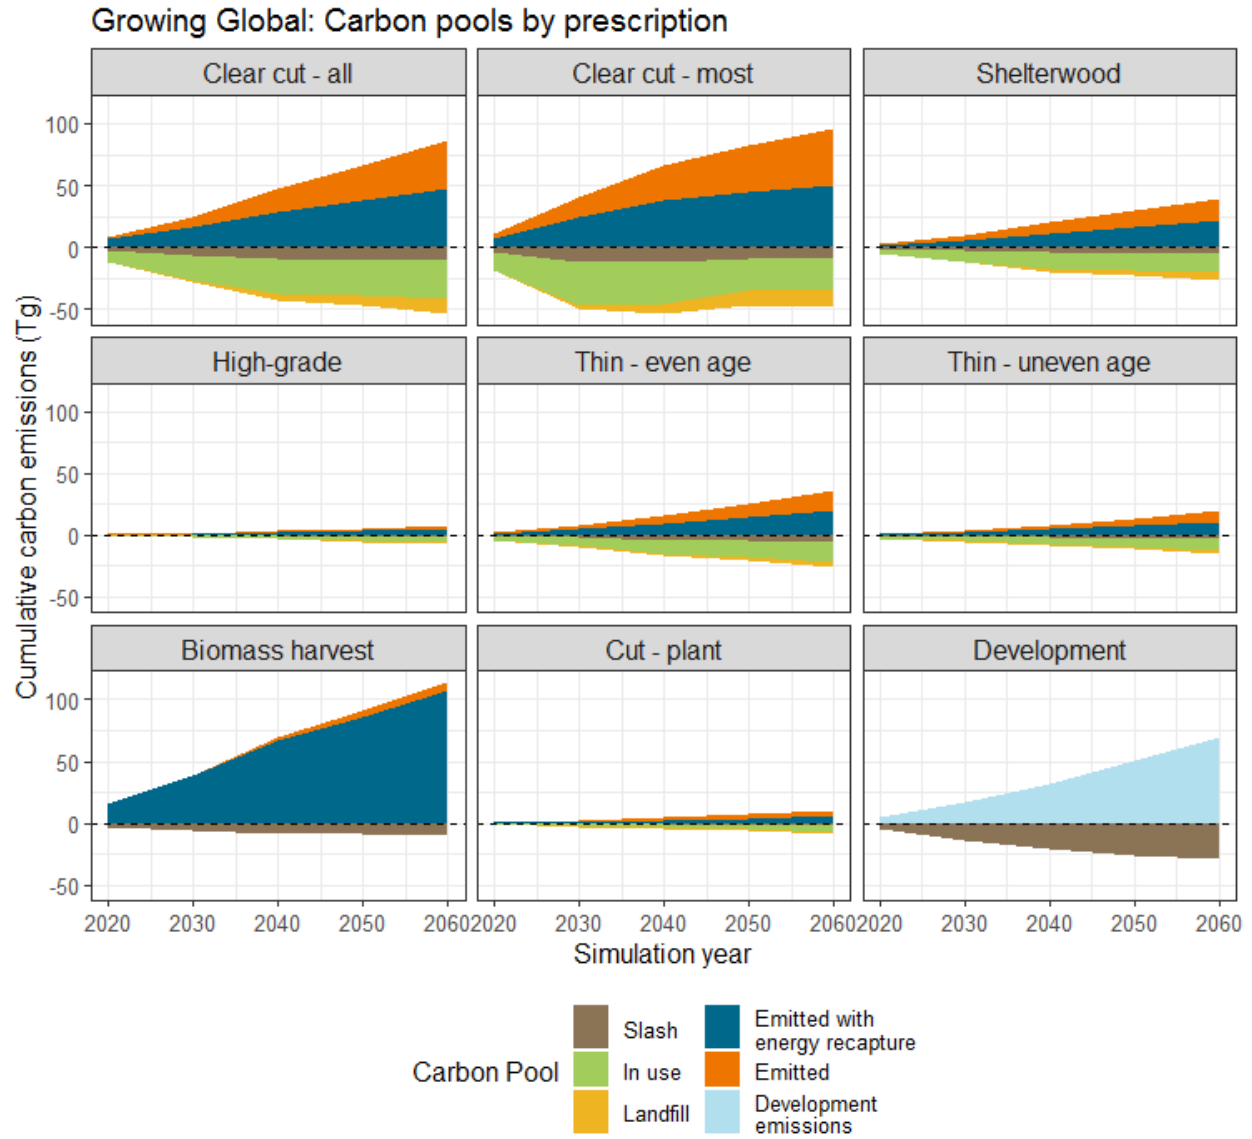 Growing Global: Carbon pools by prescription
Clear cut - all
Clear cut - most
Shelterwood
100
50
0
-50
High-grade
Thin - even age
Thin - uneven age
100
50
0
-50
Biomass harvest
Cut - plant
Development
100
50
0
-50
Cumulative carbon emissions (Tg)
2020 2030 2040 2050 2060
2020 2030 2040 2050 2060
2020 2030 2040 2050 2060
Simulation year
Carbon Pool
Slash
In use
Landfill
Emitted with
energy recapture
Emitted
Development
emissions